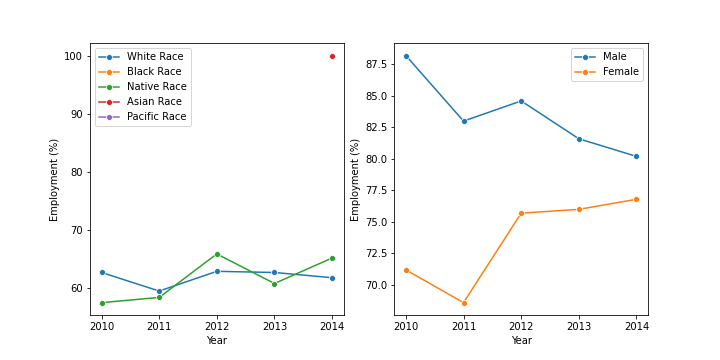 100
90
80
70
60
Employment (%)
2010 2011 2012 2013 2014
Year
White Race
Black Race
Native Race
Asian Race
Pacific Race
87.5
85.0
82.5
80.0
77.5
75.0
72.5
70.0
Employment (%)
2010 2011 2012 2013 2014
Year
Male
Female